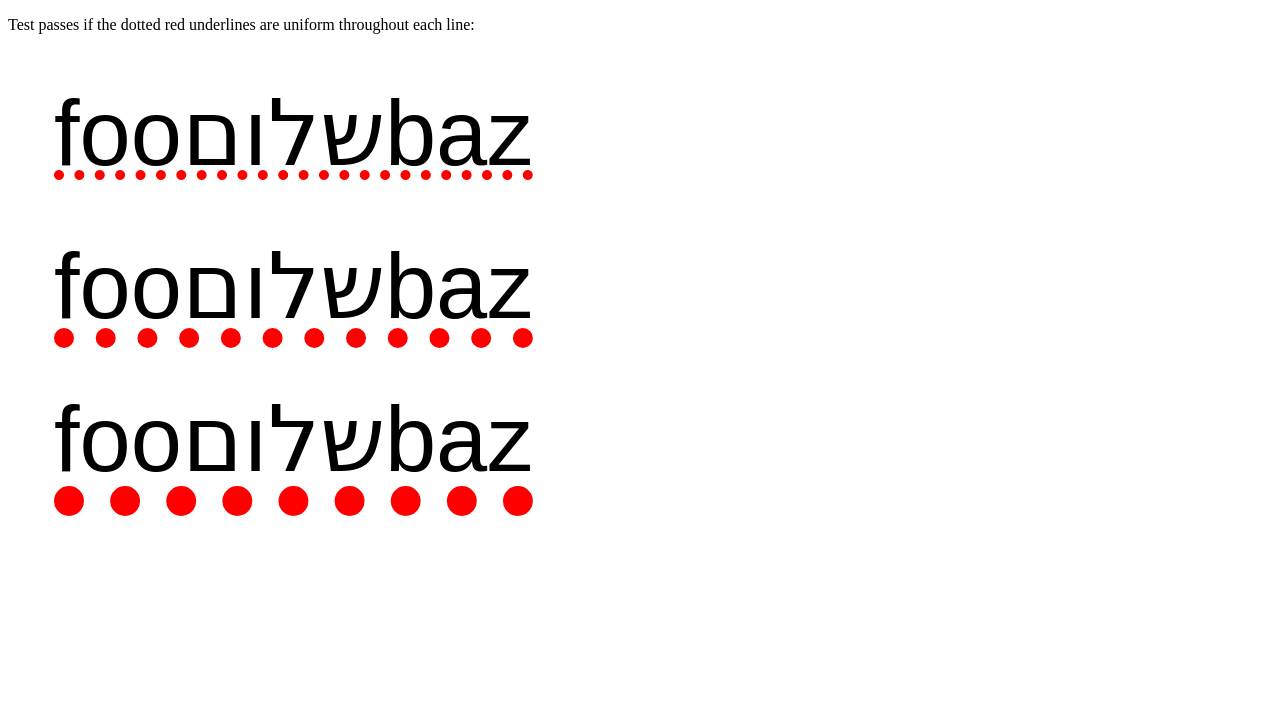 Test passes if the dotted red underlines are uniform throughout each line:
fooשלוםbaz
fooשלוםbaz
fooשלוםbaz